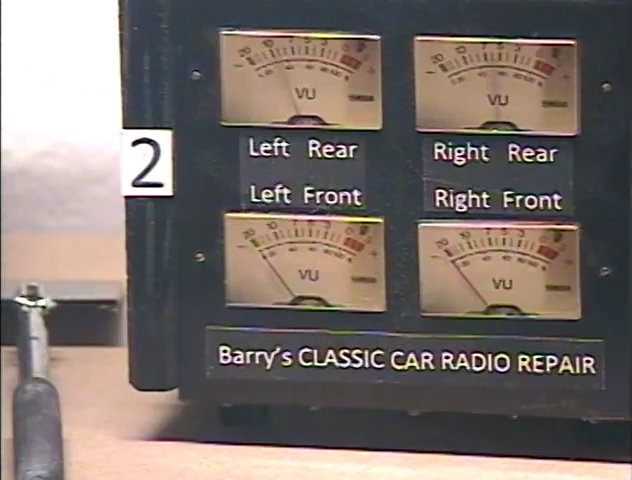 2
VU
VU
Left Rear
Right Rear
Left Front
Right Front
VU
VU
Barry's CLASSIC CAR RADIO REPAIR